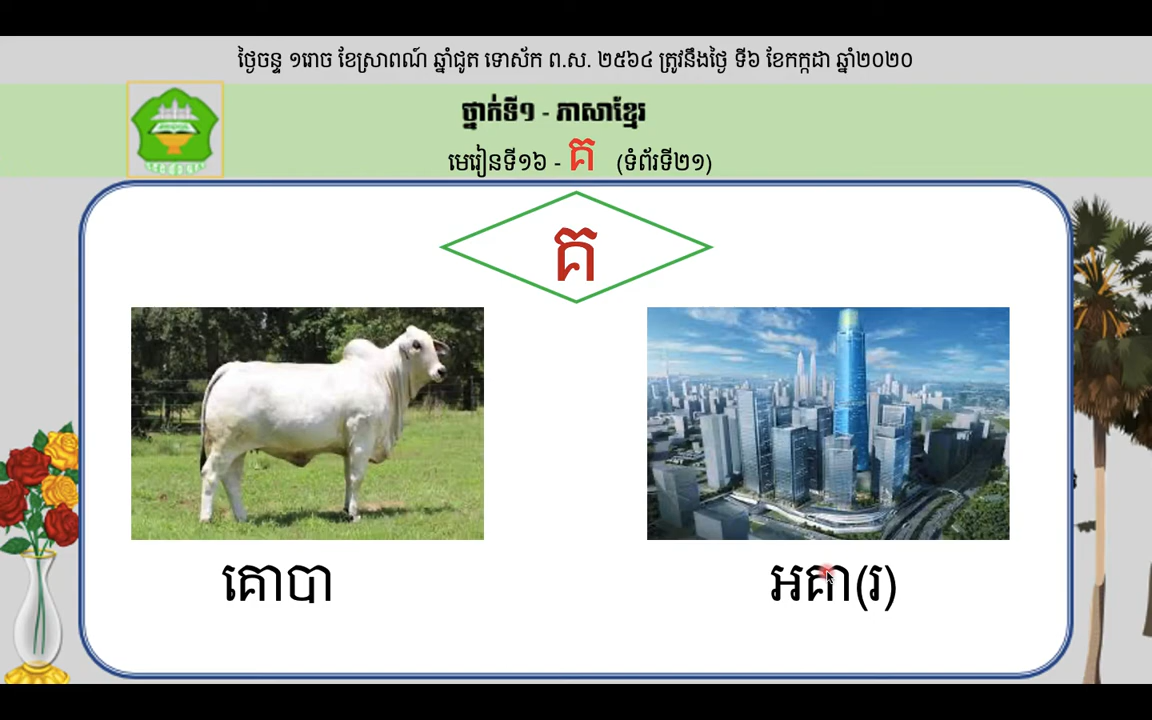 ថ្ងៃចន្ទ ១រោច ខែស្រាពណ៍ ឆ្នាំជូត ទោស័ក ព.ស. ២៥៦៤ ត្រូវនឹងថ្ងៃ ទី៦ ខែកក្កដា ឆ្នាំ២០២០
ថ្នាក់ទី១ - ភាសាខ្មែរ
មេរៀនទី១៦ - គ (ទំព័រទី២១)
គ
គោបា
អគា(រ)